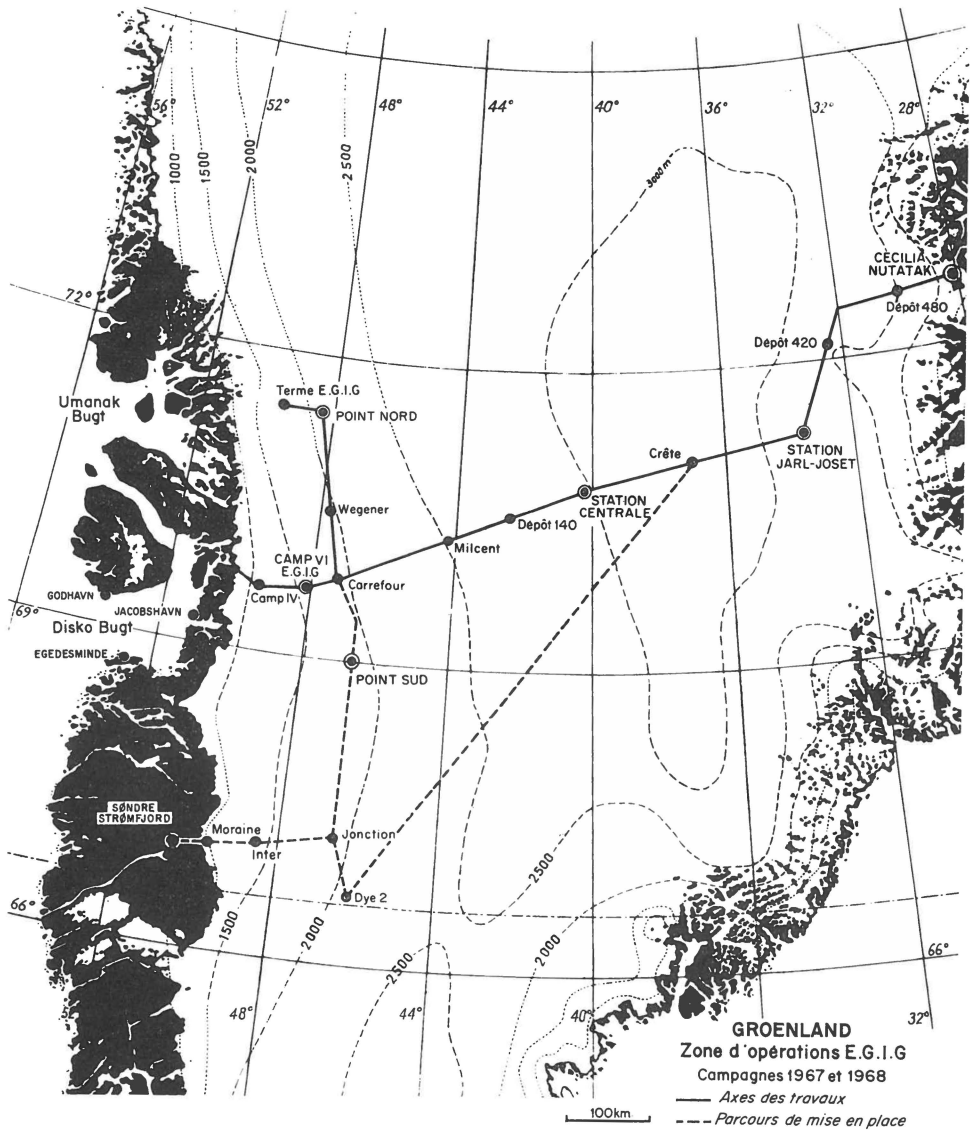 56°
52°
48°
44°
40°
36°
32°
28°
1000
1500
2000
2500
3000 m
CECILIA
NUTATAK
Dépôt 480
72°
Dépôt 420
Terme E.G.I.G
POINT NORD
Umanak
Bugt
Crête
STATION
JARL-JOSET
STATION
CENTRALE
Wegener
Dépôt 140
Milcent
CAMP VI
E.G.I.G
Carrefour
Camp IV
GODHAVN
69°
JACOBSHAVN
Disko Bugt
EGEDESMINDE
POINT SUD
SØNDRE
STRØMFJORD
Moraine
Inter
Jonction
Dye 2
2500
66°
1500
2000
2500
2000
66°
48°
44°
40°
32°
GROENLAND
Zone d'opérations E.G.I.G
Campagnes 1967 et 1968
Axes des travaux
100km
Parcours de mise en place